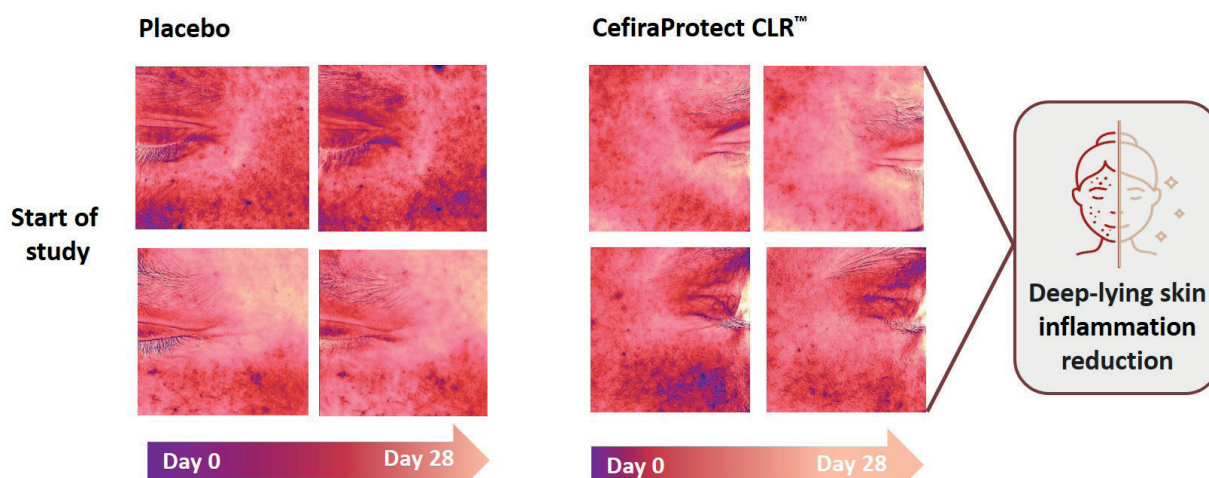 Placebo
CefiraProtect CLR™
Start of
study
Deep-lying skin
inflammation
reduction
Day 0
Day 28
Day 0
Day 28